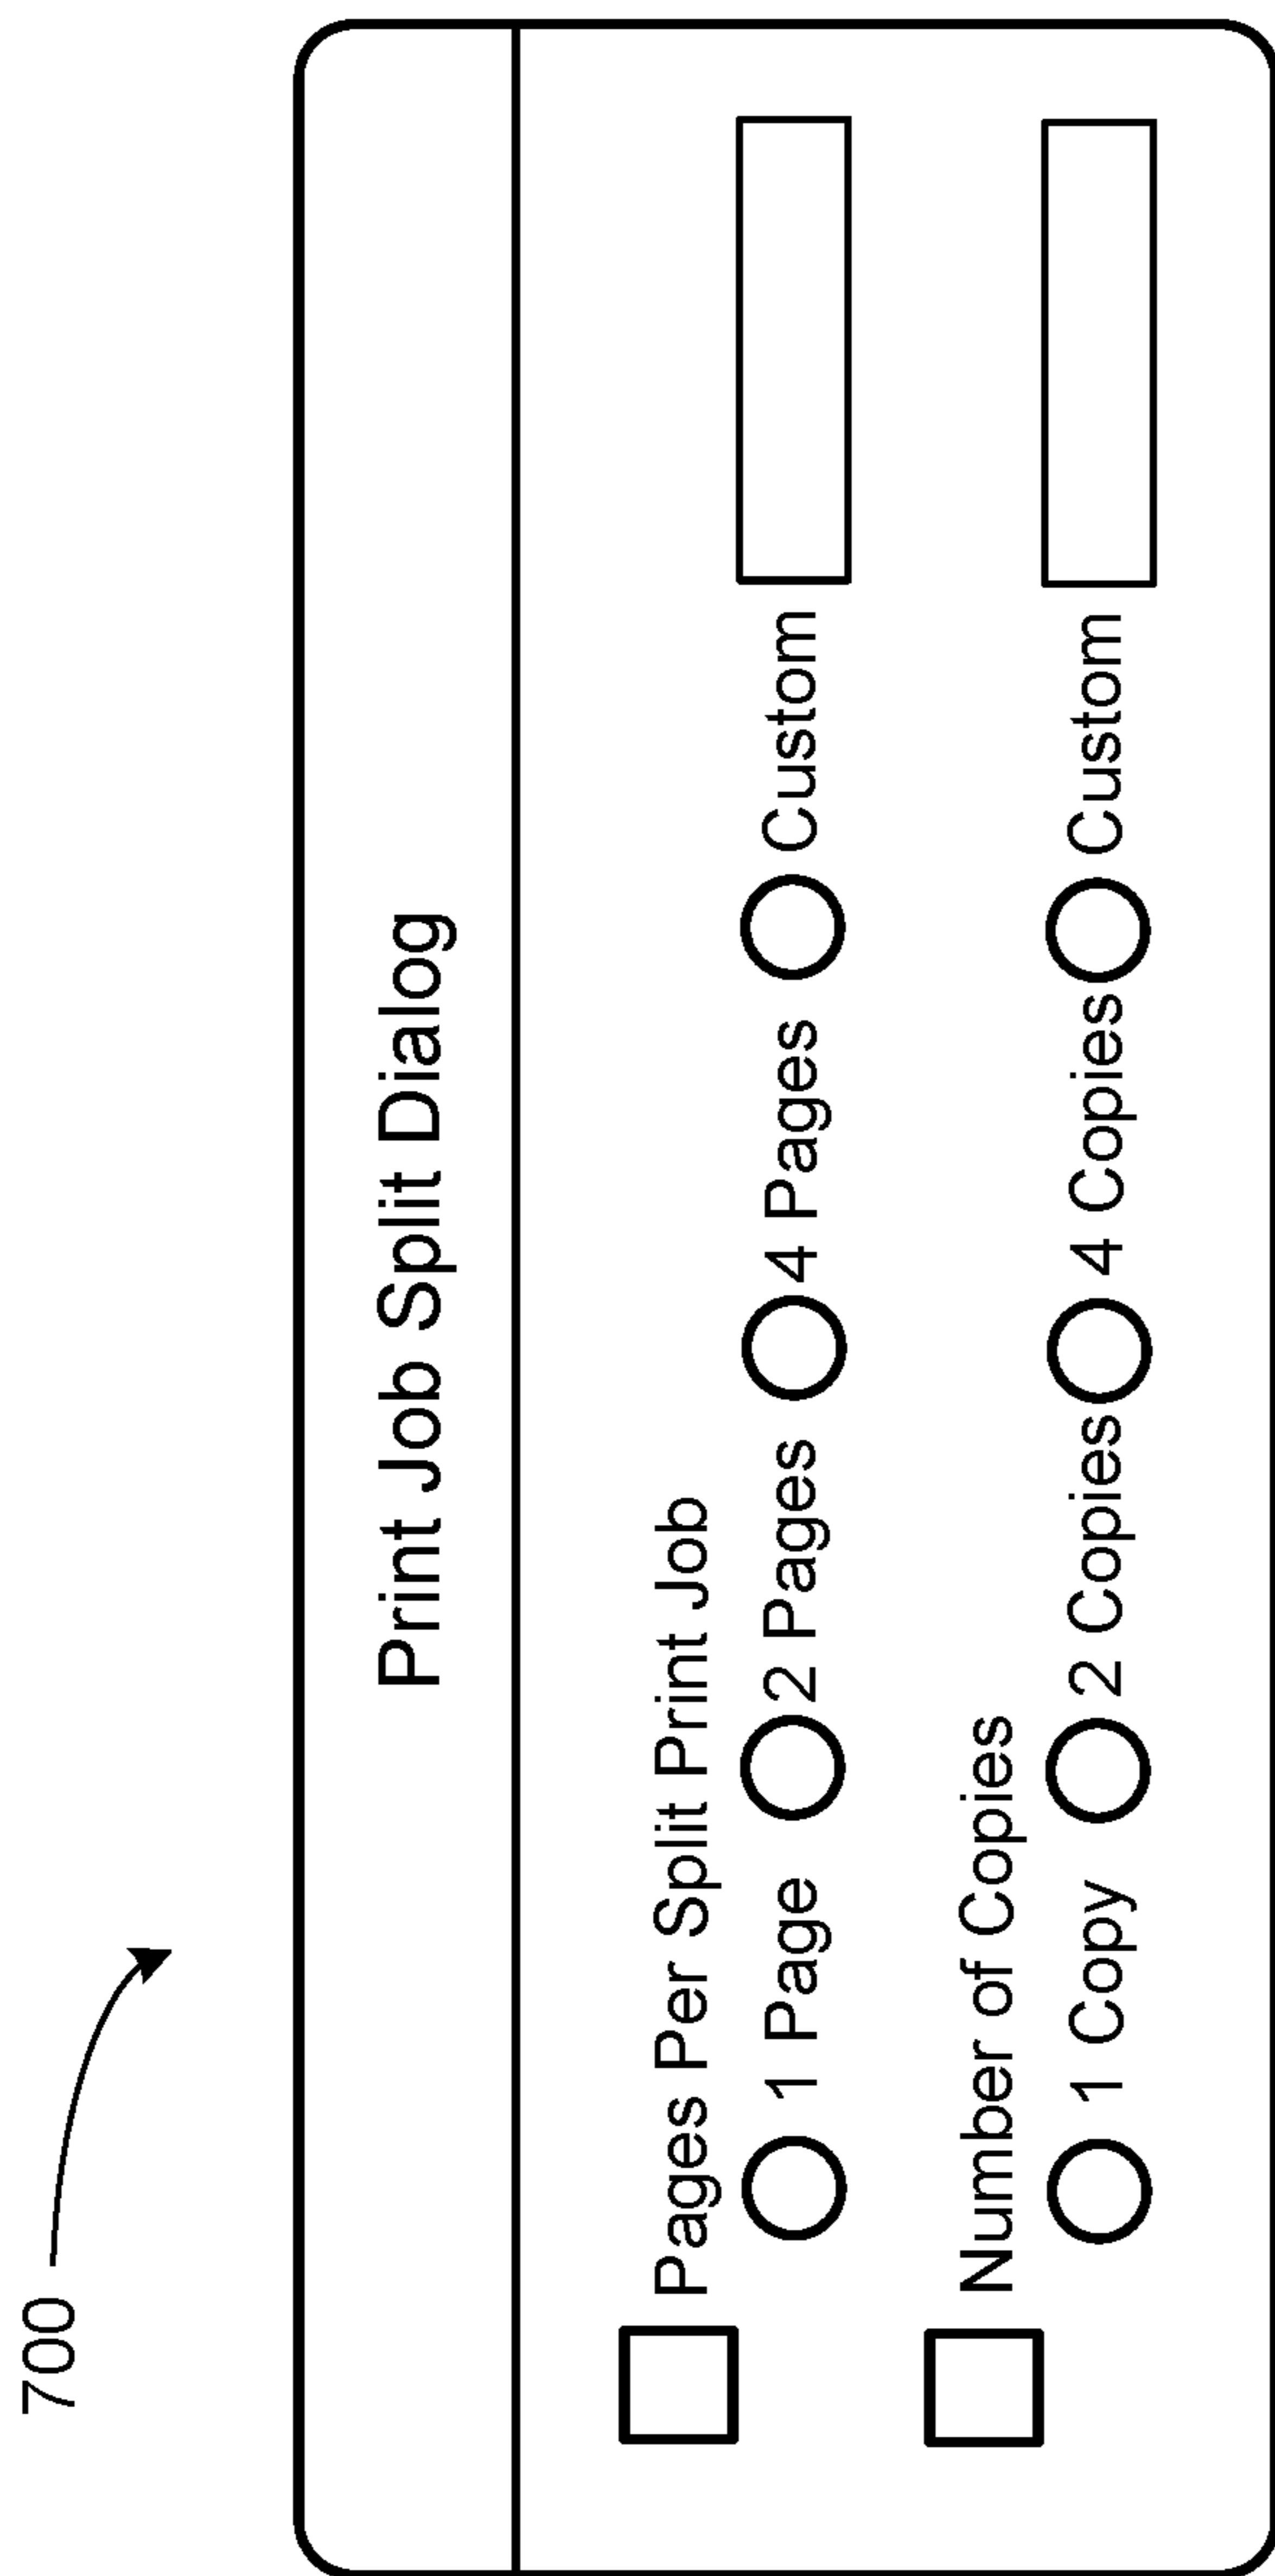 700
Print Job Split Dialog
Pages Per Split Print Job
1 Page 2 Pages 4 Pages Custom
Number of Copies
1 Copy 2 Copies 4 Copies Custom